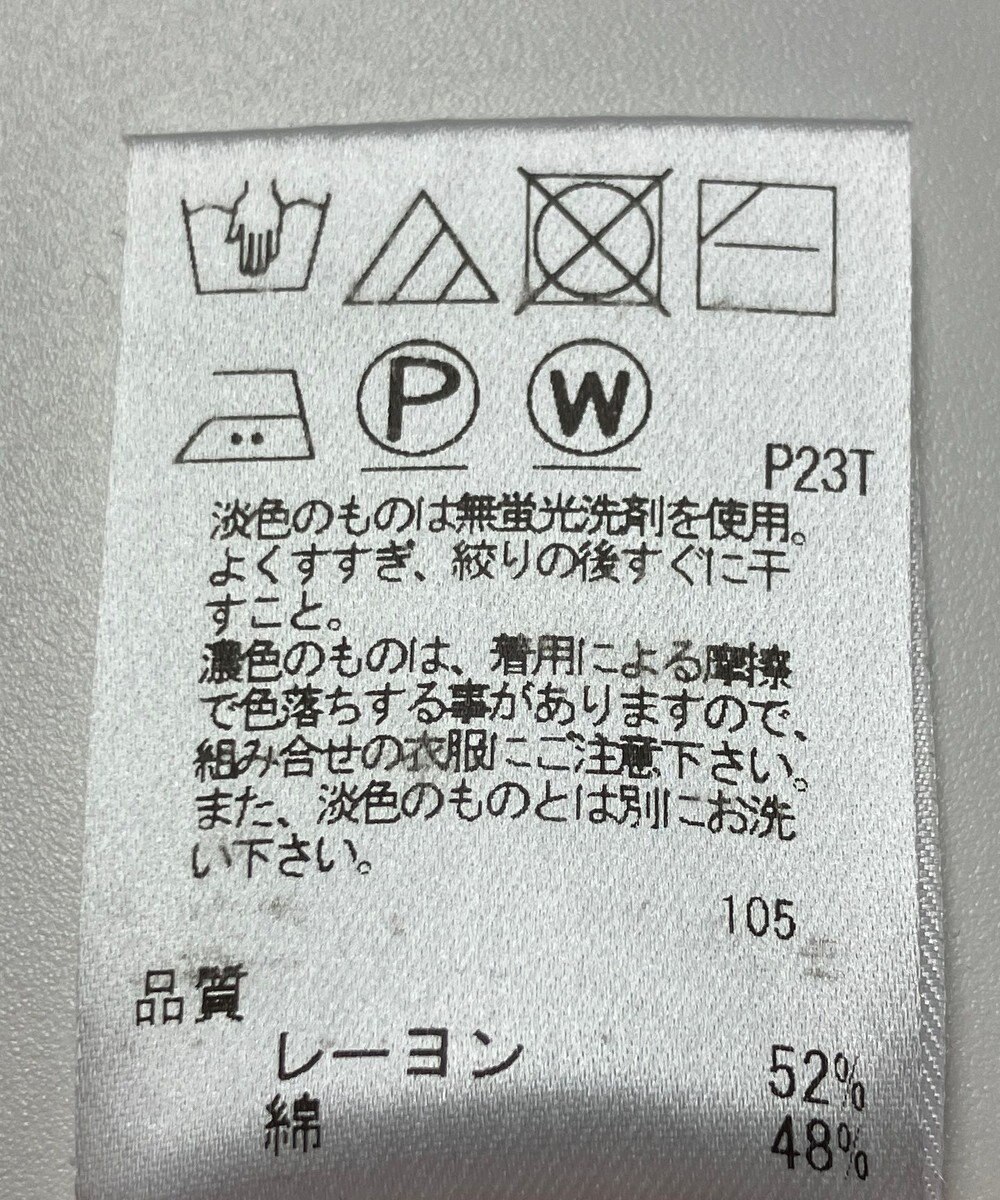 P
W
P23T
淡色のものは無蛍光洗剤を使用。
よくすすぎ、絞りの後すぐに干
すこと。
濃色のものは、着用による摩擦
で色落ちする事がありますので、
組み合せの衣服にご注意下さい。
また、淡色のものとは別にお洗
い下さい。
105
品質
レーヨン 52%
綿 48%